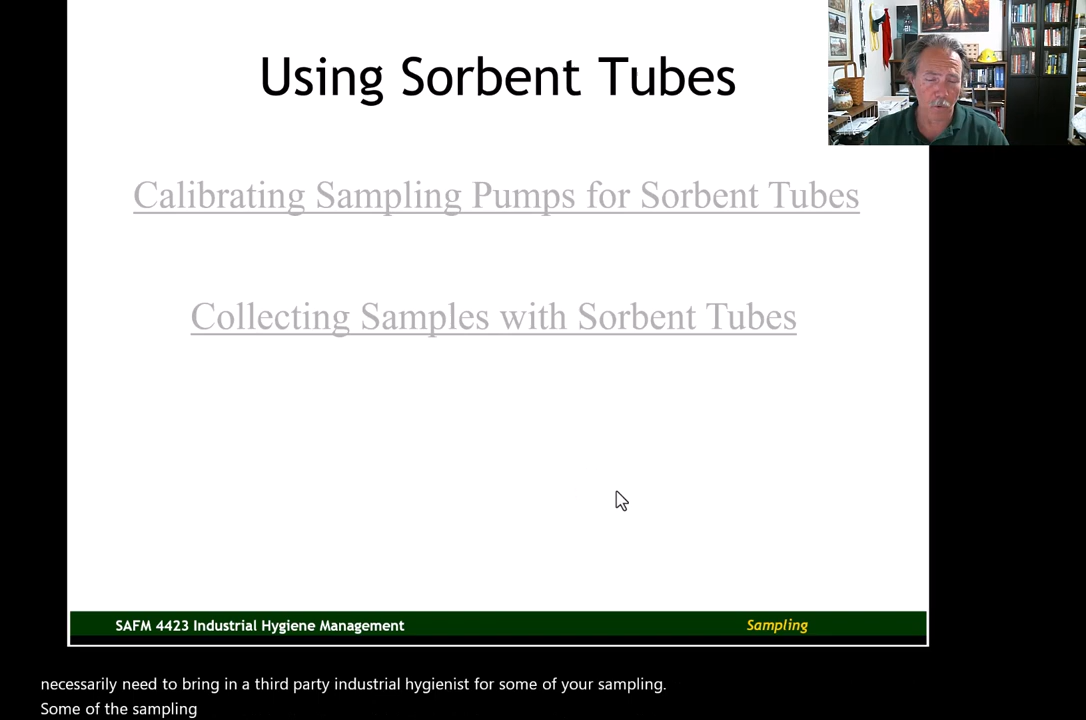 Using Sorbent Tubes
Calibrating Sampling Pumps for Sorbent Tubes
Collecting Samples with Sorbent Tubes
SAFM 4423 Industrial Hygiene Management
Sampling
necessarily need to bring in a third party industrial hygienist for some of your sampling.
Some of the sampling